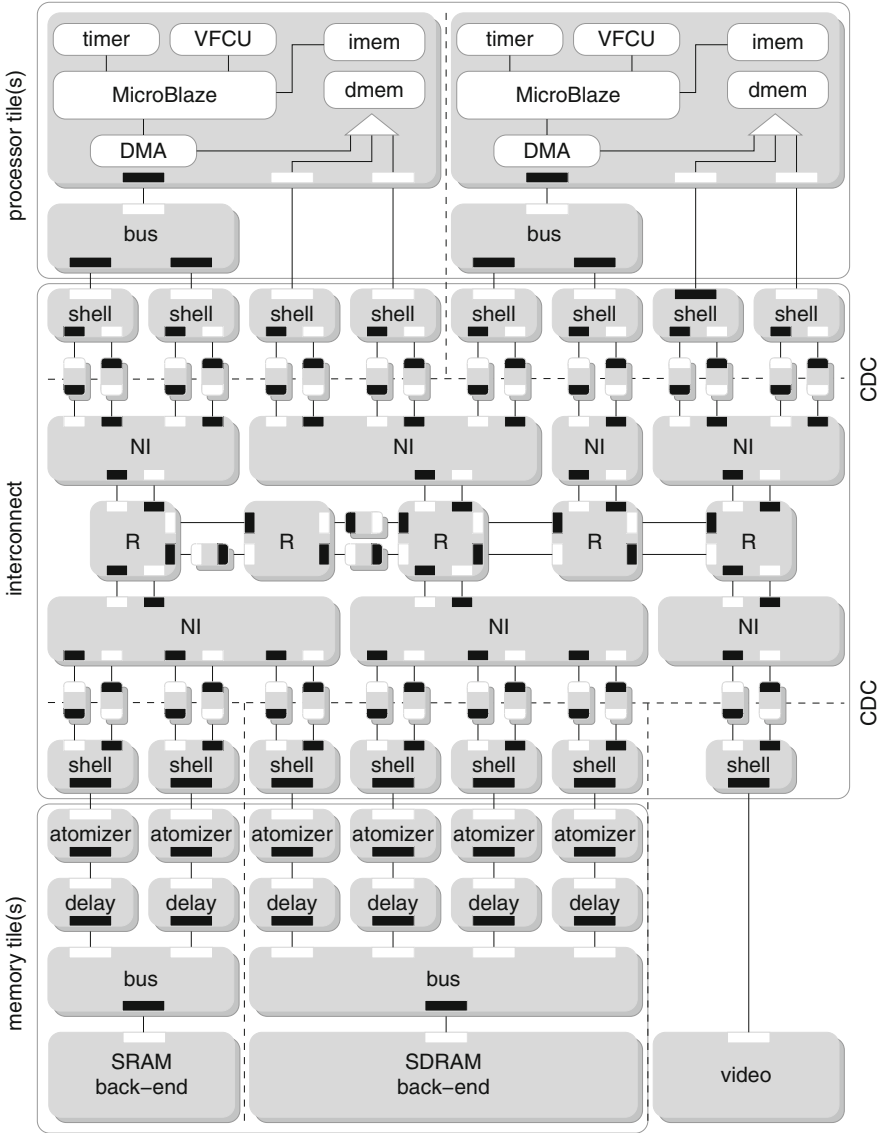 timer VFCU imem timer VFCU imem
MicroBlaze dmem MicroBlaze dmem
DMA DMA
processor tile(s)
bus bus
shell shell shell shell shell shell shell shell
CDC
NI NI NI NI
R R R R R
interconnect
NI NI NI
CDC
shell shell shell shell shell shell shell
atomizer atomizer atomizer atomizer atomizer atomizer
delay delay delay delay delay delay
memory tile(s)
bus bus
SRAM SDRAM video
back-end back-end